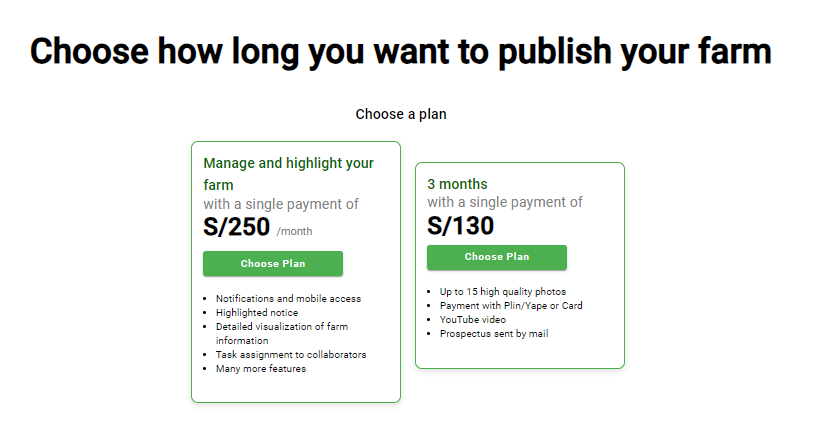 Choose how long you want to publish your farm
Choose a plan
Manage and highlight your
farm
with a single payment of
S/250 /month
Choose Plan
Notifications and mobile access
Highlighted notice
Detailed visualization of farm
information
Task assignment to collaborators
Many more features
3 months
with a single payment of
S/130
Choose Plan
Up to 15 high quality photos
Payment with Plin/Yape or Card
YouTube video
Prospectus sent by mail